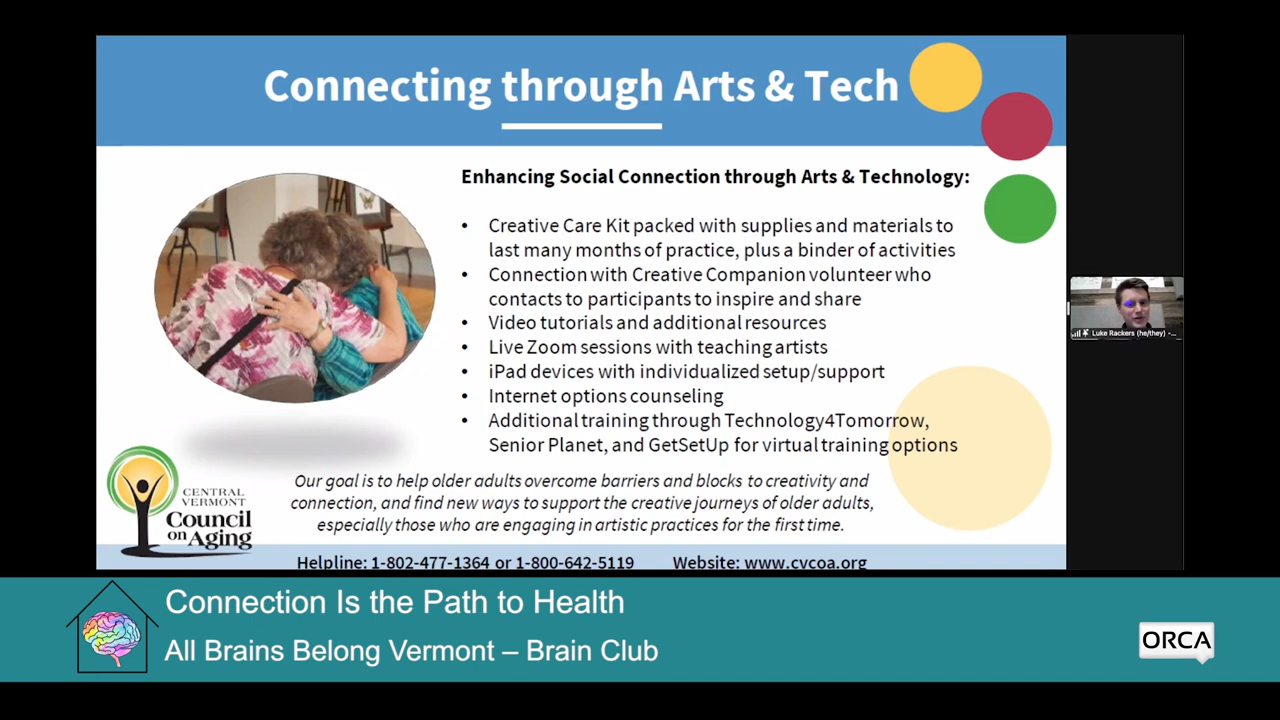 Connecting through Arts & Tech
Enhancing Social Connection through Arts & Technology:
• Creative Care Kit packed with supplies and materials to
last many months of practice, plus a binder of activities
• Connection with Creative Companion volunteer who
contacts to participants to inspire and share
• Video tutorials and additional resources
• Live Zoom sessions with teaching artists
• iPad devices with individualized setup/support
• Internet options counseling
• Additional training through Technology4Tomorrow,
Senior Planet, and GetSetUp for virtual training options
Our goal is to help older adults overcome barriers and blocks to creativity and
connection, and find new ways to support the creative journeys of older adults,
especially those who are engaging in artistic practices for the first time.
CENTRAL
VERMONT
Council
on Aging
Helpline: 1-802-477-1364 or 1-800-642-5119 Website: www.cvcoa.org
Luke Rackers (he/they) -...
Connection Is the Path to Health
All Brains Belong Vermont – Brain Club
ORCA